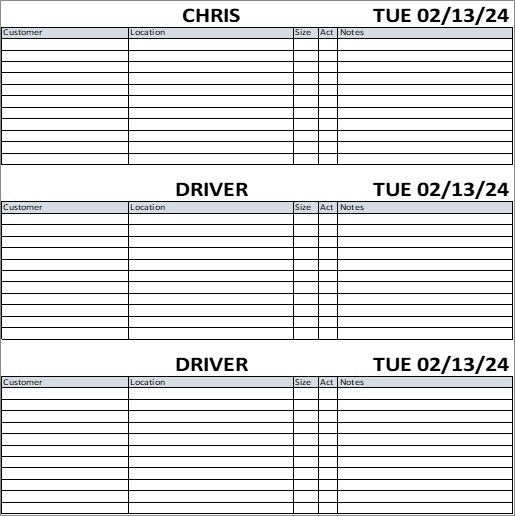 CHRIS TUE 02/13/24
Customer Location Size Act Notes
DRIVER TUE 02/13/24
Customer Location Size Act Notes
DRIVER TUE 02/13/24
Customer Location Size Act Notes